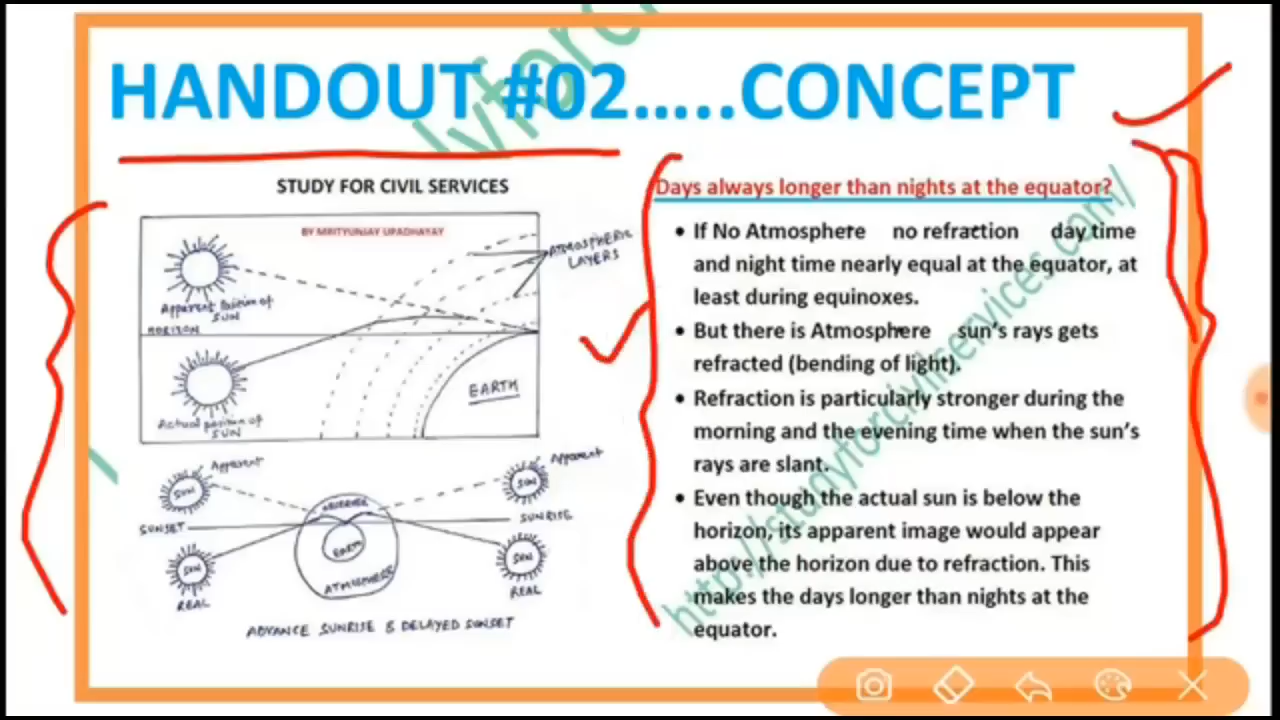 HANDOUT #02.....CONCEPT
STUDY FOR CIVIL SERVICES
BY MRITYUNJAY UPADHAYAY
ATMOSPHERIC
LAYERS
Apparent Position of
SUN
HORIZON
EARTH
Actual position of
SUN
Apparent
Apparent
SUN
SUN
OBSERVER
SUNSET
SUNRISE
EARTH
SUN
SUN
ATMOSPHERE
REAL
REAL
ADVANCE SUNRISE & DELAYED SUNSET
Days always longer than nights at the equator?
• If No Atmosphere no refraction day time
and night time nearly equal at the equator, at
least during equinoxes.
• But there is Atmosphere sun's rays gets
refracted (bending of light).
• Refraction is particularly stronger during the
morning and the evening time when the sun's
rays are slant.
• Even though the actual sun is below the
horizon, its apparent image would appear
above the horizon due to refraction. This
makes the days longer than nights at the
equator.
http://studyforcivilservices.com/